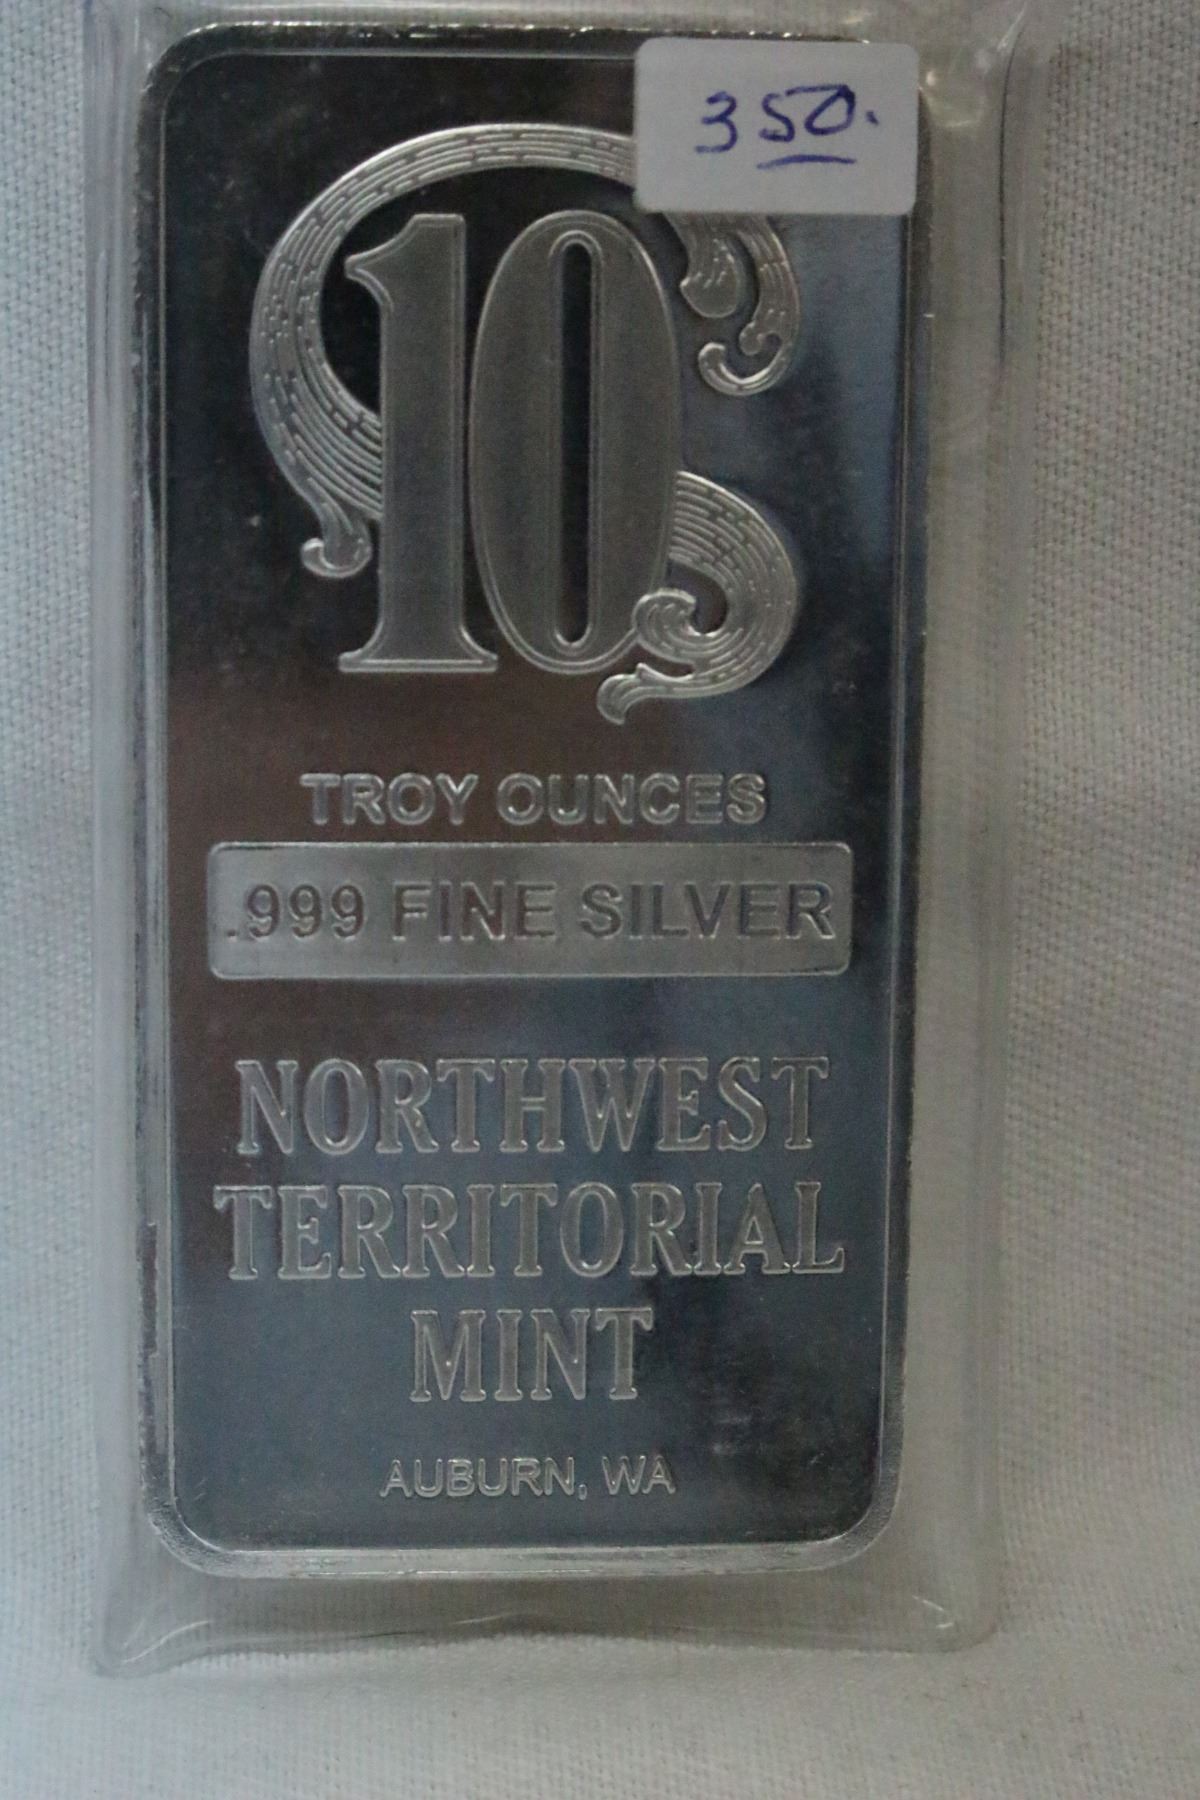 350.
10
TROY OUNCES
.999 FINE SILVER
NORTHWEST
TERRITORIAL
MINT
AUBURN, WA